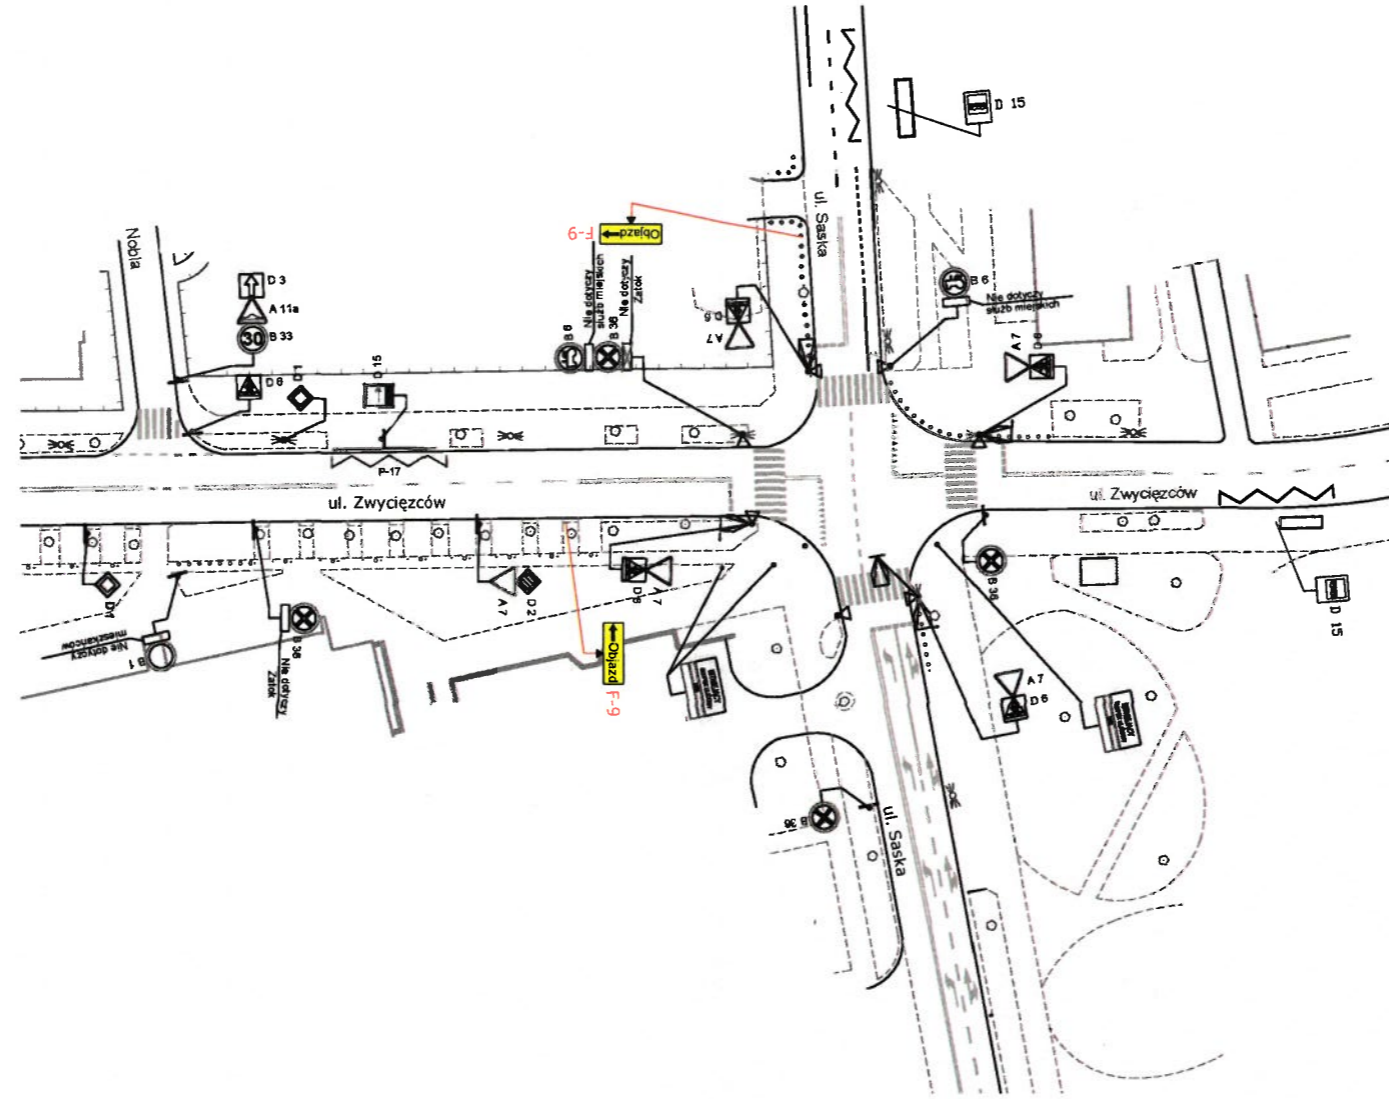 D 15
ul. Saska
Nobla
F-9
Objazd
D 3
A 11a
B 33
30
D 6
D 1
D 15
B 6
Nie dotyczy
służb miejskich
B 36
Nie dotyczy
Zatok
D 6
A 7
B 6
Nie dotyczy
służb miejskich
A 7
D 6
P-17
ul. Zwycięzców
ul. Zwycięzców
D 1
Nie dotyczy
mieszkańców
B 1
B 36
Nie dotyczy
Zatok
A 7
D 2
D 6
A 7
Objazd
F-9
B 36
D 15
A 7
D 6
B 36
ul. Saska